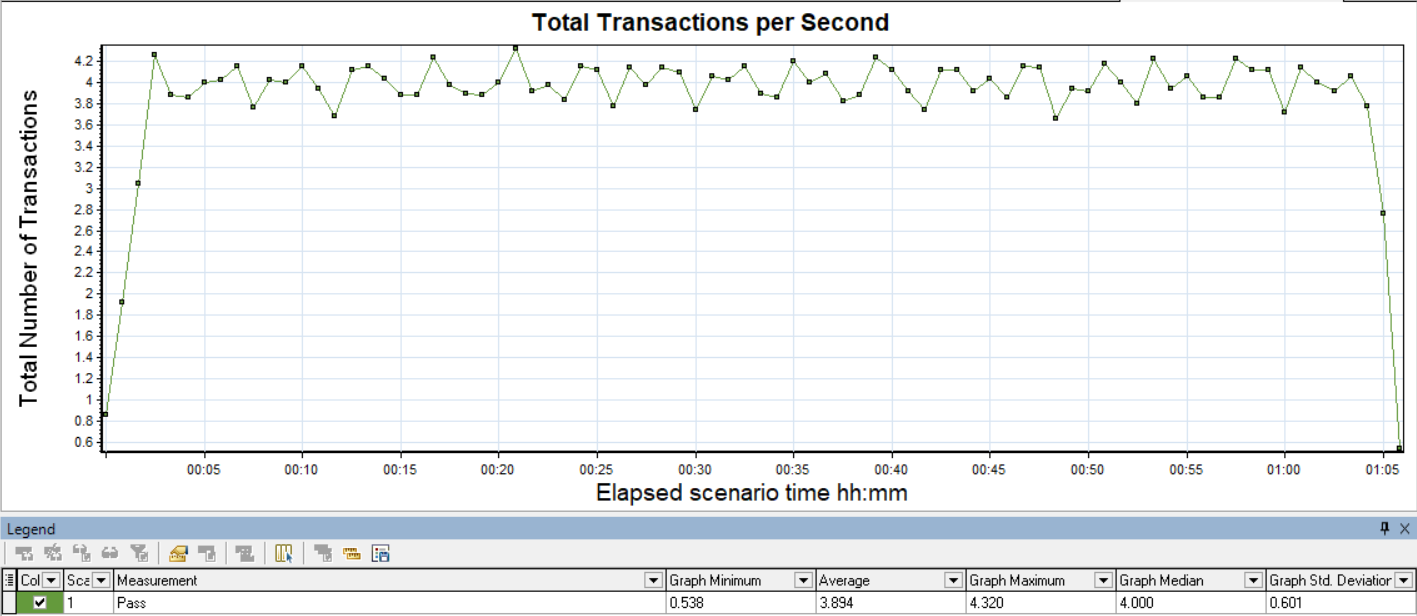 Total Transactions per Second
Total Number of Transactions
4.2
4
3.8
3.6
3.4
3.2
3
2.8
2.6
2.4
2.2
2
1.8
1.6
1.4
1.2
1
0.8
0.6
00:05 00:10 00:15 00:20 00:25 00:30 00:35 00:40 00:45 00:50 00:55 01:00 01:05
Elapsed scenario time hh:mm
Legend
Col Sca Measurement Graph Minimum Average Graph Maximum Graph Median Graph Std. Deviation
1 Pass 0.538 3.894 4.320 4.000 0.601